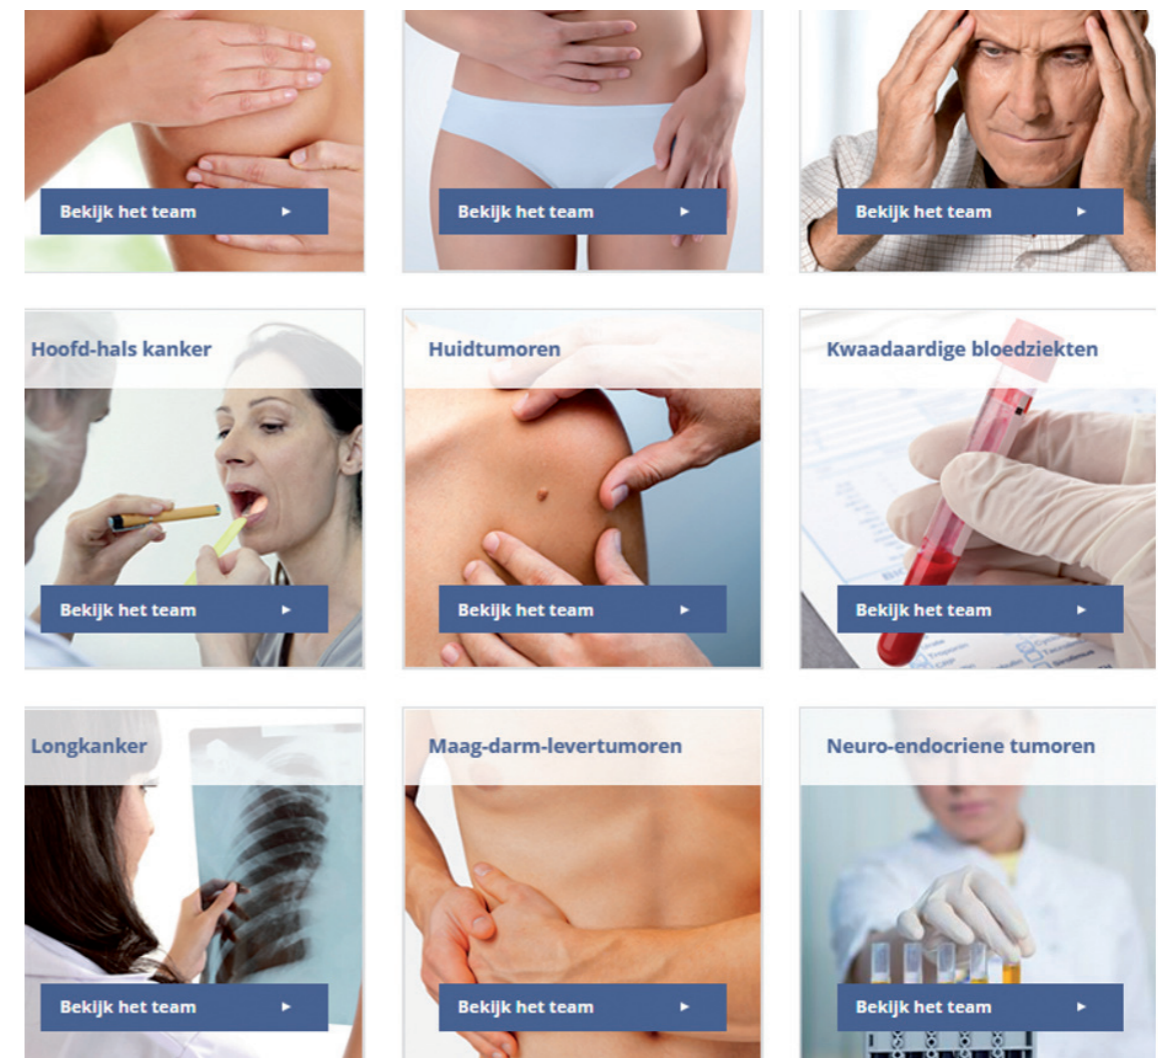 Bekijk het team
Bekijk het team
Bekijk het team
Hoofd-hals kanker
Huidtumoren
Kwaadaardige bloedziekten
Bekijk het team
Bekijk het team
Bekijk het team
Longkanker
Maag-darm-levertumoren
Neuro-endocriene tumoren
Bekijk het team
Bekijk het team
Bekijk het team